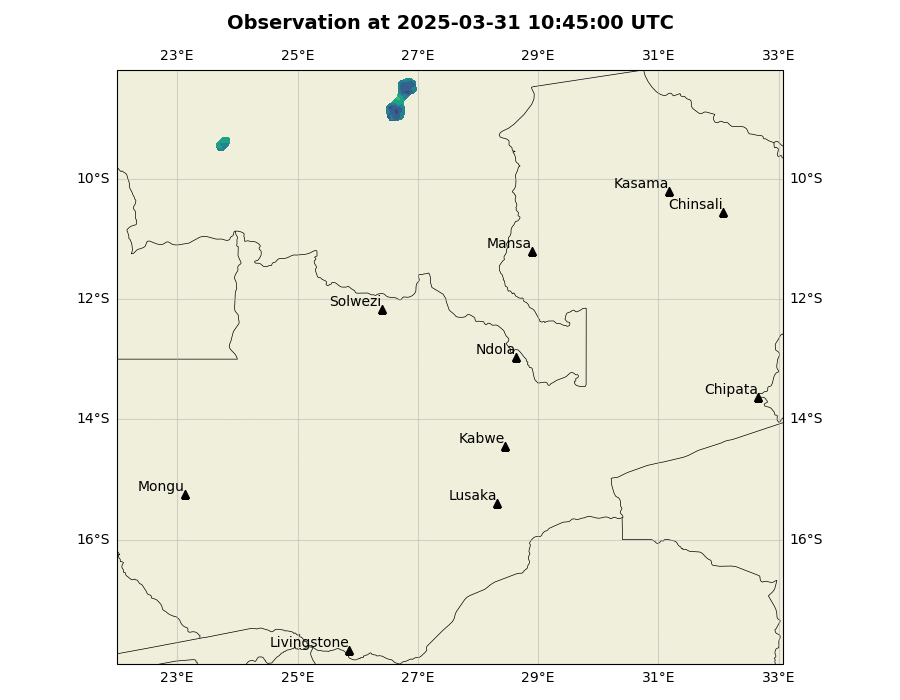 Observation at 2025-03-31 10:45:00 UTC
23°E 25°E 27°E 29°E 31°E 33°E
10°S 10°S
Kasama
Chinsali
Mansa
12°S 12°S
Solwezi
Ndola
Chipata
14°S 14°S
Kabwe
Mongu
Lusaka
16°S 16°S
Livingstone
23°E 25°E 27°E 29°E 31°E 33°E